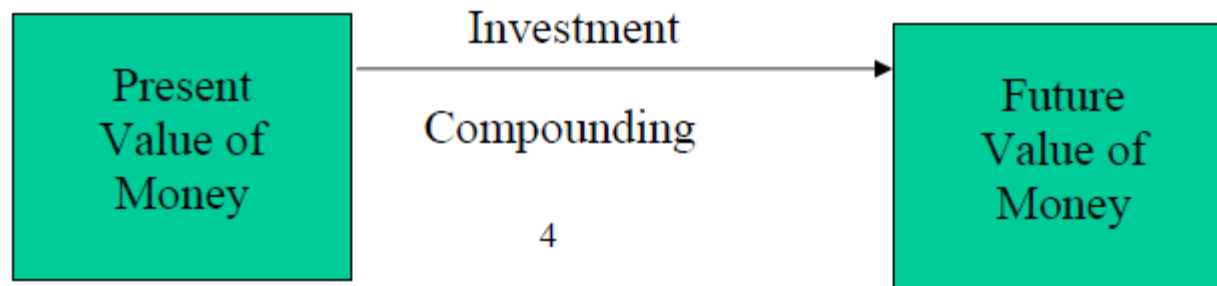 Present
Value of
Money
Investment
Compounding
4
Future
Value of
Money